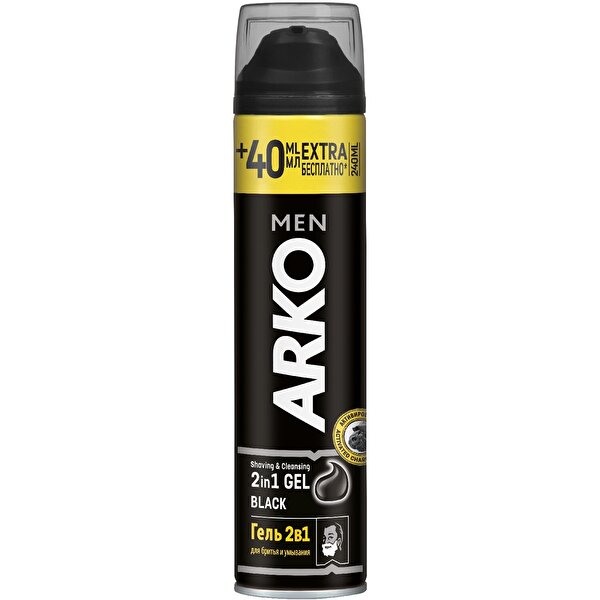 +40 ML EXTRA
МЛ БЕСПЛАТНО*
240ML
MEN
ARKO
Shaving & Cleansing
2in1 GEL
BLACK
Гель 2в1
для бритья и умывания